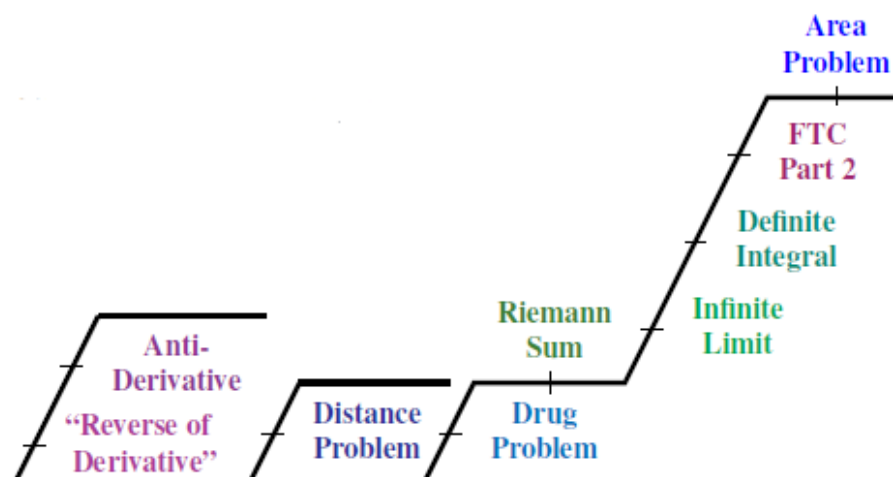 Area
Problem
FTC
Part 2
Definite
Integral
Infinite
Limit
Riemann
Sum
Anti-
Derivative
“Reverse of
Derivative”
Distance
Problem
Drug
Problem